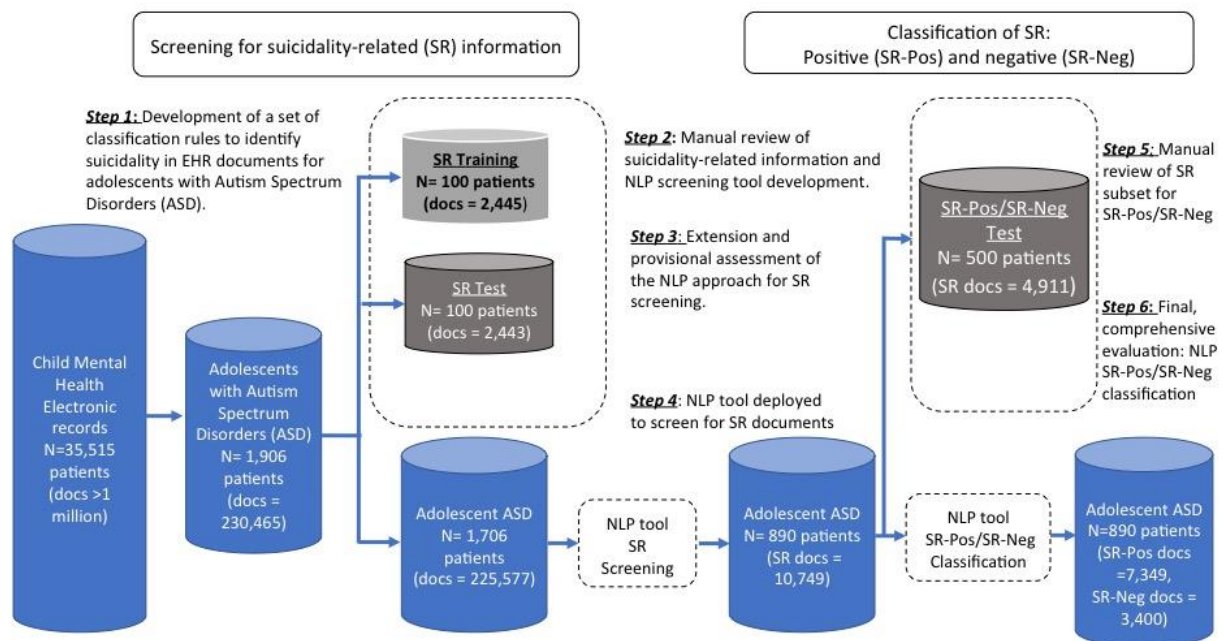 Screening for suicidality-related (SR) information
Classification of SR:
Positive (SR-Pos) and negative (SR-Neg)
Step 1: Development of a set of
classification rules to identify
suicidality in EHR documents for
adolescents with Autism Spectrum
Disorders (ASD).
SR Training
N= 100 patients
(docs = 2,445)
SR Test
N= 100 patients
(docs = 2,443)
Step 2: Manual review of
suicidality-related information and
NLP screening tool development.
Step 3: Extension and
provisional assessment of
the NLP approach for SR
screening.
Step 4: NLP tool deployed
to screen for SR documents
SR-Pos/SR-Neg
Test
N= 500 patients
(SR docs = 4,911)
Step 5: Manual
review of SR
subset for
SR-Pos/SR-Neg
Step 6: Final,
comprehensive
evaluation: NLP
SR-Pos/SR-Neg
classification
Child Mental
Health
Electronic
records
N=35,515
patients
(docs >1
million)
Adolescents
with Autism
Spectrum
Disorders (ASD)
N= 1,906
patients
(docs =
230,465)
Adolescent ASD
N= 1,706
patients
(docs = 225,577)
NLP tool
SR
Screening
Adolescent ASD
N= 890 patients
(SR docs =
10,749)
NLP tool
SR-Pos/SR-Neg
Classification
Adolescent ASD
N=890 patients
(SR-Pos docs
=7,349,
SR-Neg docs =
3,400)